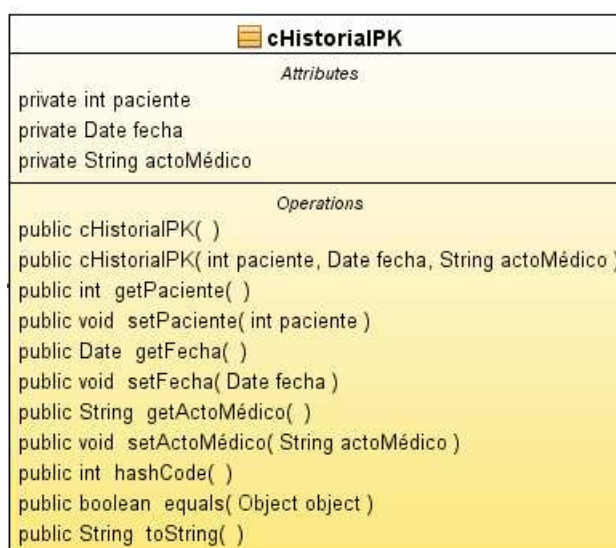 cHistorialPK
Attributes
private int paciente
private Date fecha
private String actoMédico
Operations
public cHistorialPK( )
public cHistorialPK( int paciente, Date fecha, String actoMédico )
public int getPaciente( )
public void setPaciente( int paciente )
public Date getFecha( )
public void setFecha( Date fecha )
public String getActoMédico( )
public void setActoMédico( String actoMédico )
public int hashCode( )
public boolean equals( Object object )
public String toString( )